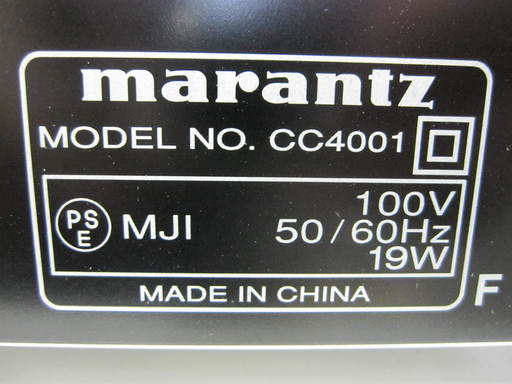 marantz
MODEL NO. CC4001
PS
E
MJI
100V
50/60Hz
19W
MADE IN CHINA
F